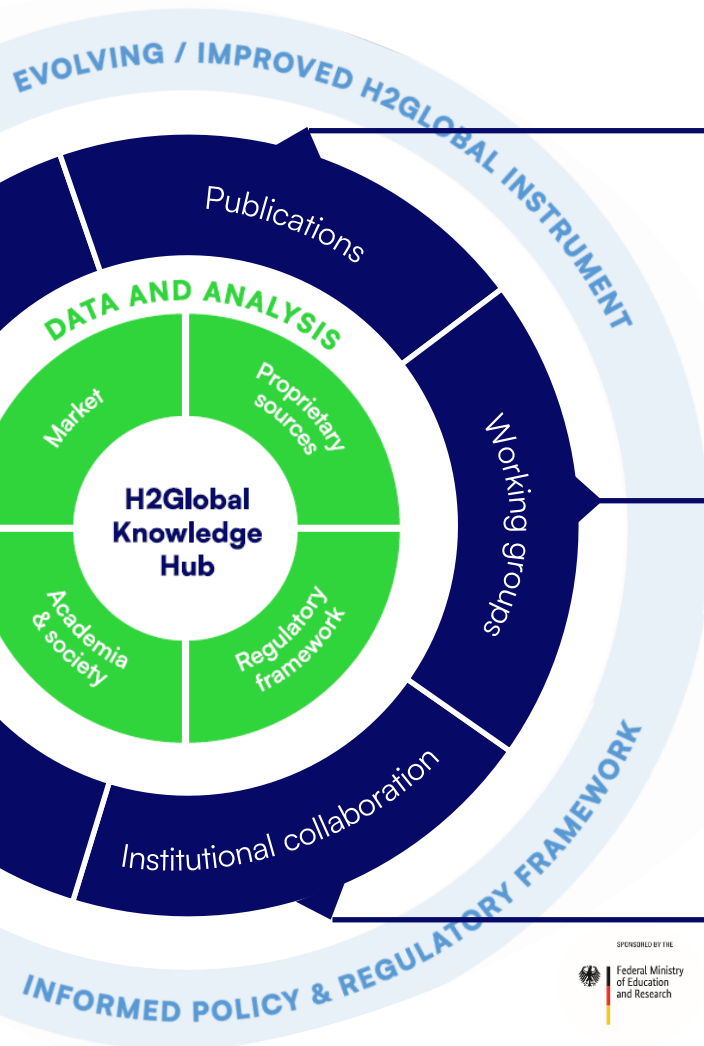 EVOLVING / IMPROVED H2GLOBAL INSTRUMENT
Publications
DATA AND ANALYSIS
Market
Proprietary
sources
Working groups
H2Global
Knowledge
Hub
Academia
& society
Regulatory
framework
Institutional collaboration
INFORMED POLICY & REGULATORY FRAMEWORK
SPONSORED BY THE
Federal Ministry
of Education
and Research